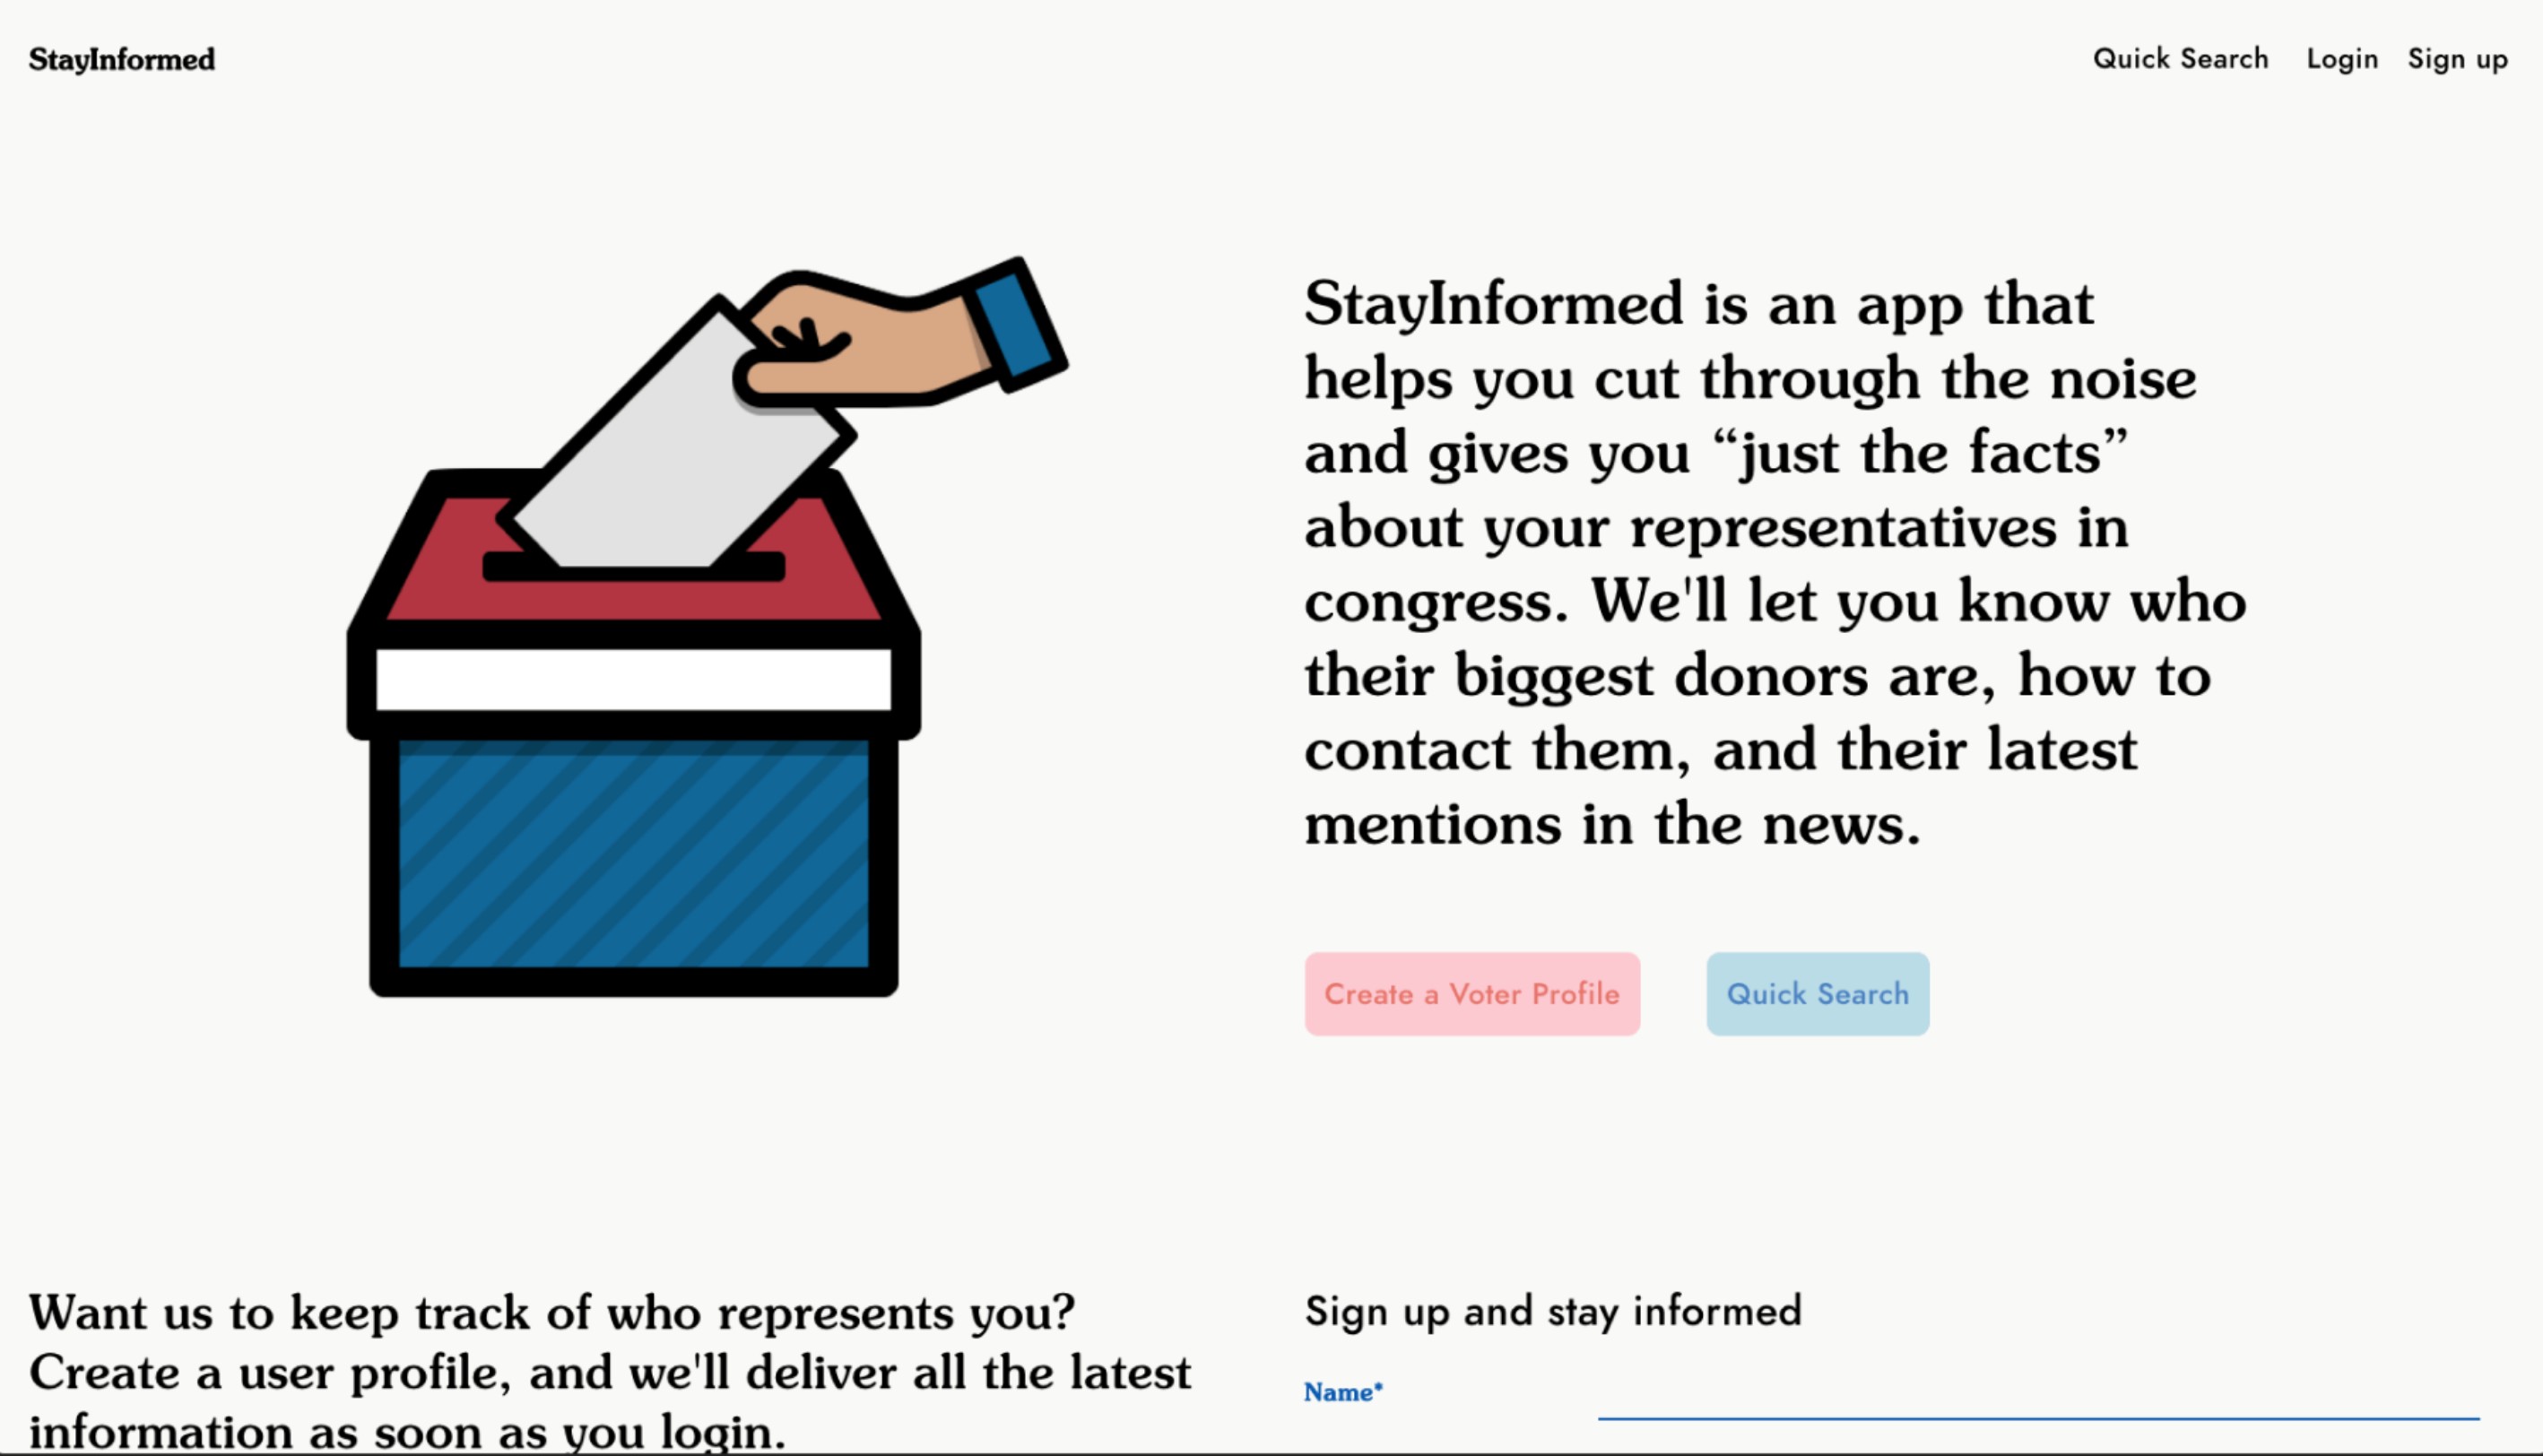 StayInformed
Quick Search Login Sign up
StayInformed is an app that
helps you cut through the noise
and gives you “just the facts”
about your representatives in
congress. We'll let you know who
their biggest donors are, how to
contact them, and their latest
mentions in the news.
Create a Voter Profile
Quick Search
Want us to keep track of who represents you?
Create a user profile, and we'll deliver all the latest
information as soon as you login.
Sign up and stay informed
Name*